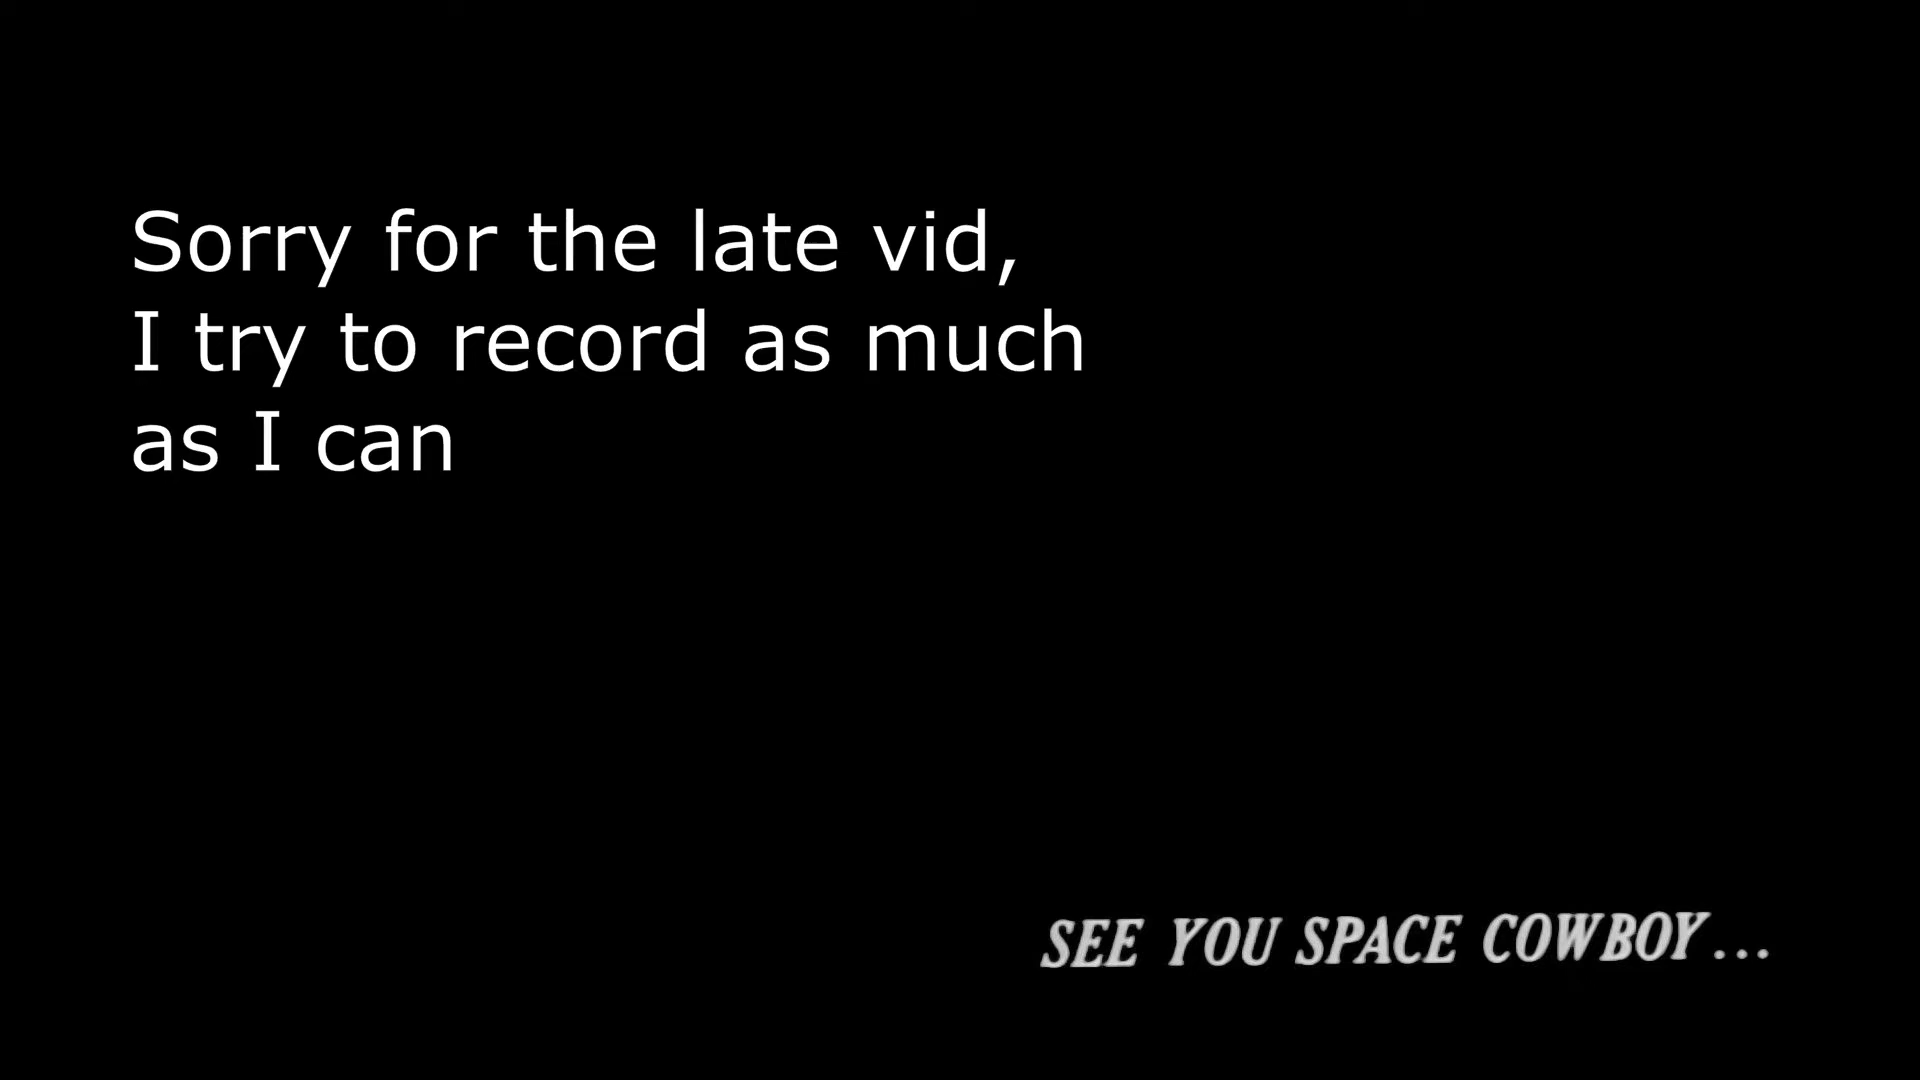 Sorry for the late vid,
I try to record as much
as I can
SEE YOU SPACE COWBOY...